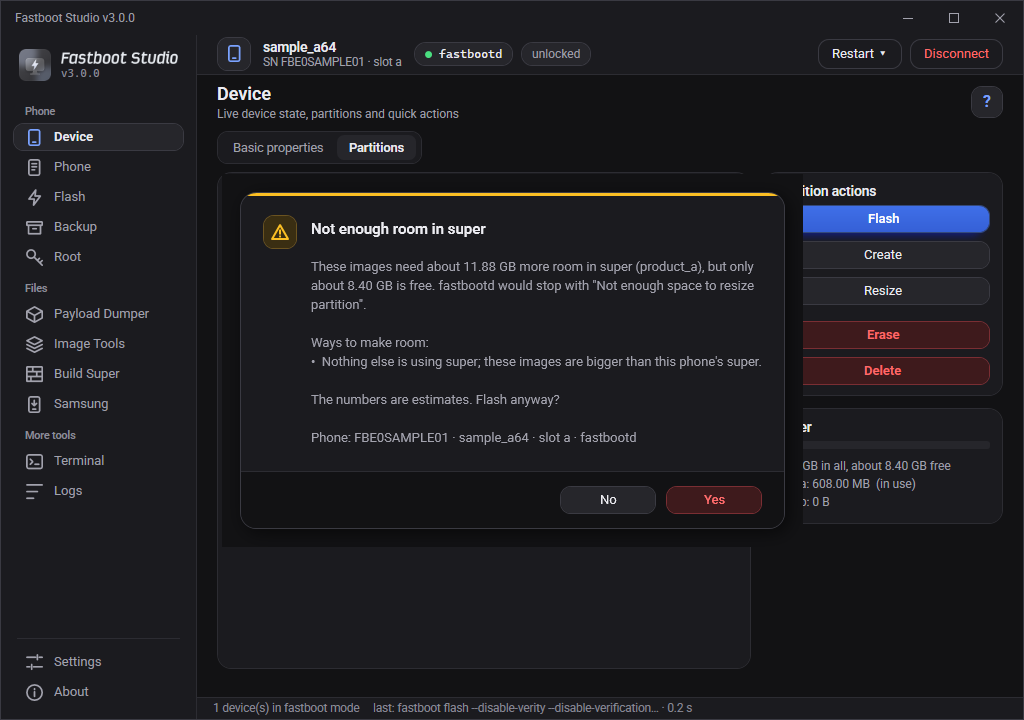 Fastboot Studio v3.0.0
Fastboot Studio
v3.0.0
Phone
Device
Phone
Flash
Backup
Root
Files
Payload Dumper
Image Tools
Build Super
Samsung
More tools
Terminal
Logs
Settings
About
sample_a64
SN FBE0SAMPLE01 · slot a
fastbootd
unlocked
Restart
Disconnect
Device
Live device state, partitions and quick actions
?
Basic properties
Partitions
Not enough room in super
These images need about 11.88 GB more room in super (product_a), but only
about 8.40 GB is free. fastbootd would stop with "Not enough space to resize
partition".
Ways to make room:
• Nothing else is using super; these images are bigger than this phone's super.
The numbers are estimates. Flash anyway?
Phone: FBE0SAMPLE01 · sample_a64 · slot a · fastbootd
No
Yes
ition actions
Flash
Create
Resize
Erase
Delete
er
GB in all, about 8.40 GB free
a: 608.00 MB (in use)
b: 0 B
1 device(s) in fastboot mode
last: fastboot flash --disable-verity --disable-verification… · 0.2 s